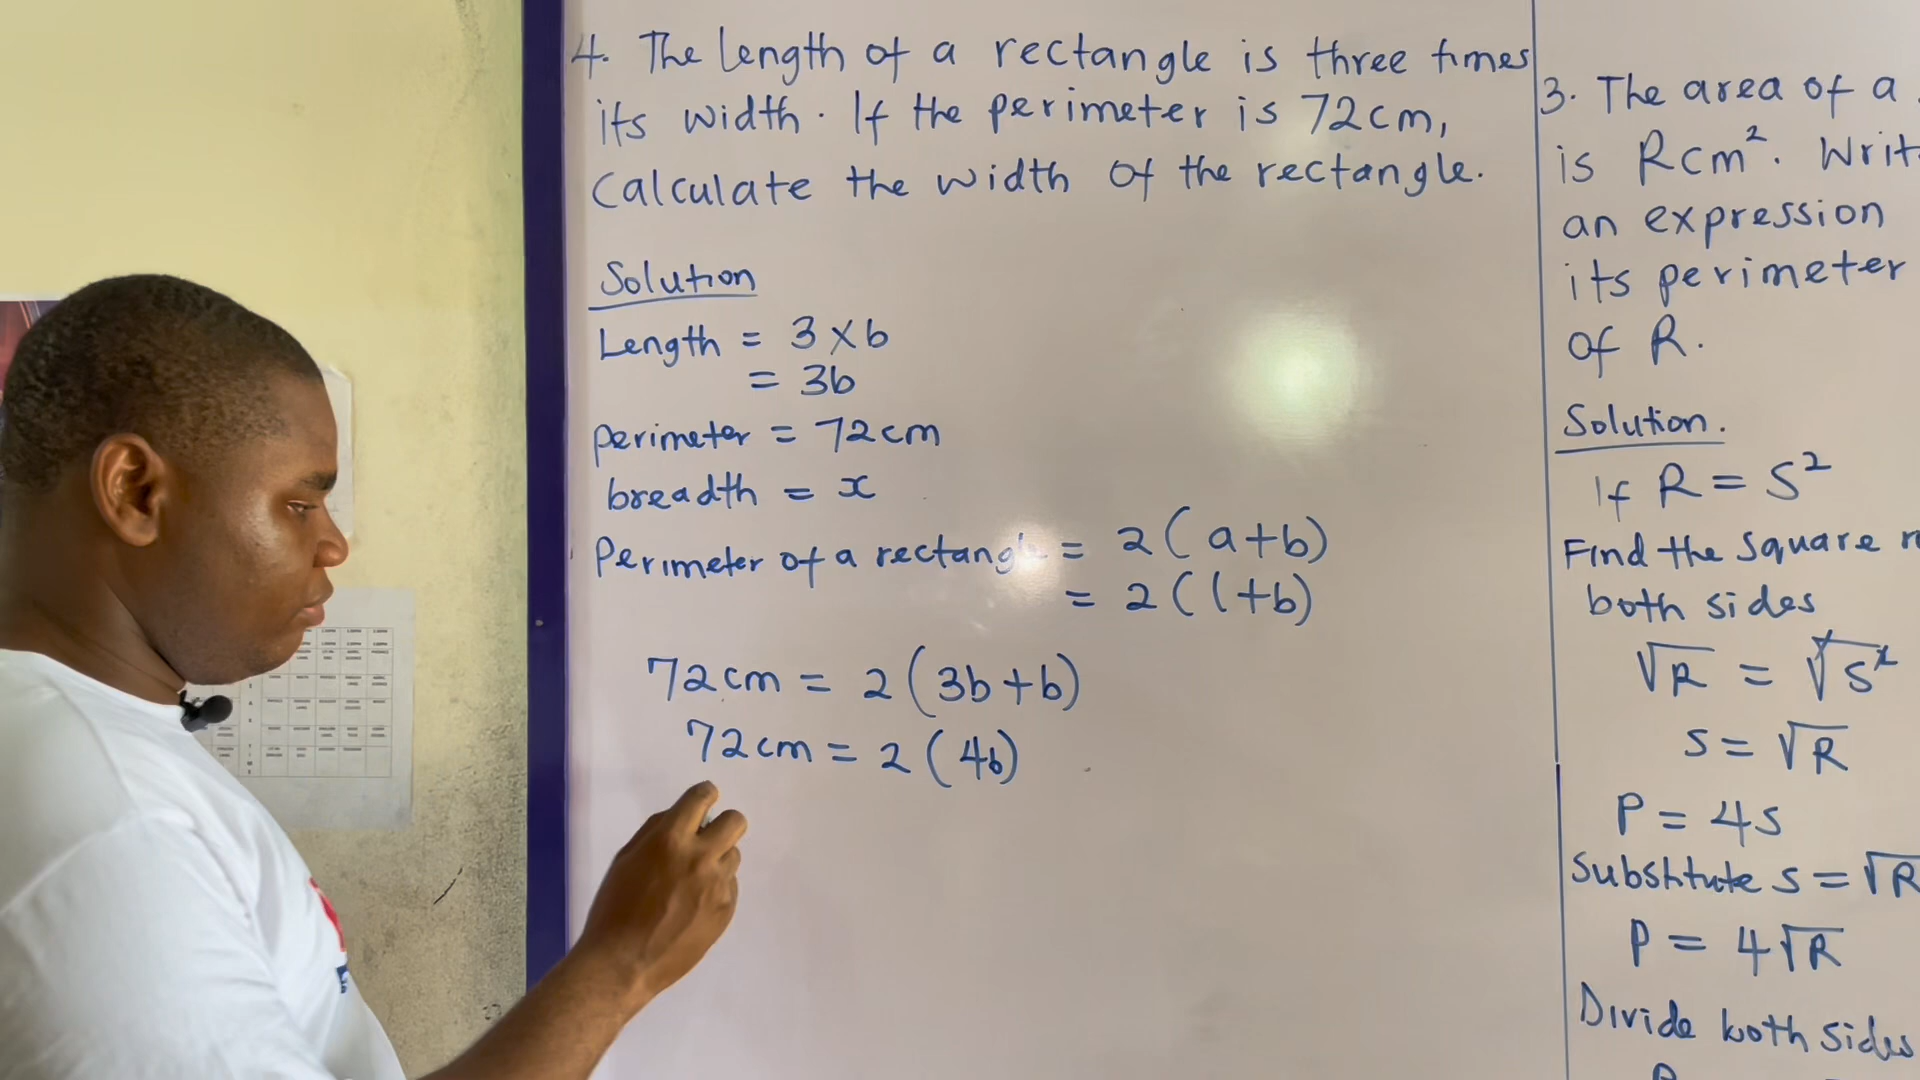 4. The length of a rectangle is three times
its width. If the perimeter is 72cm,
Calculate the width of the rectangle.
Solution
Length = 3 × b
= 3b
perimeter = 72cm
breadth = x
Perimeter of a rectangl = 2(a+b)
= 2(l+b)
72cm = 2(3b+b)
72cm = 2(4b)
3. The area of a
is Rcm². Writ
an expression
its perimeter
of R.
Solution.
If R = S²
Find the square r
both sides
√R = √S²
S = √R
P = 4S
Substitute S = √R
P = 4√R
Divide both sides